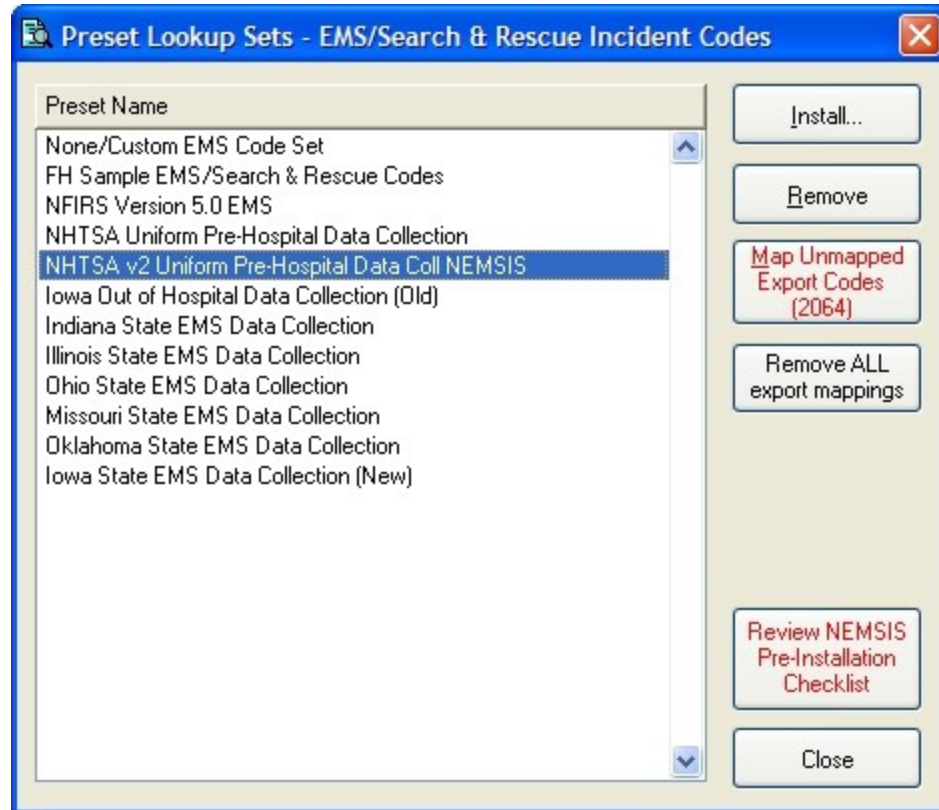 Preset Lookup Sets - EMS/Search & Rescue Incident Codes
Preset Name
None/Custom EMS Code Set
FH Sample EMS/Search & Rescue Codes
NFIRS Version 5.0 EMS
NHTSA Uniform Pre-Hospital Data Collection
NHTSA v2 Uniform Pre-Hospital Data Coll NEMSIS
Iowa Out of Hospital Data Collection (Old)
Indiana State EMS Data Collection
Illinois State EMS Data Collection
Ohio State EMS Data Collection
Missouri State EMS Data Collection
Oklahoma State EMS Data Collection
Iowa State EMS Data Collection (New)
Install...
Remove
Map Unmapped
Export Codes
(2064)
Remove ALL
export mappings
Review NEMSIS
Pre-Installation
Checklist
Close